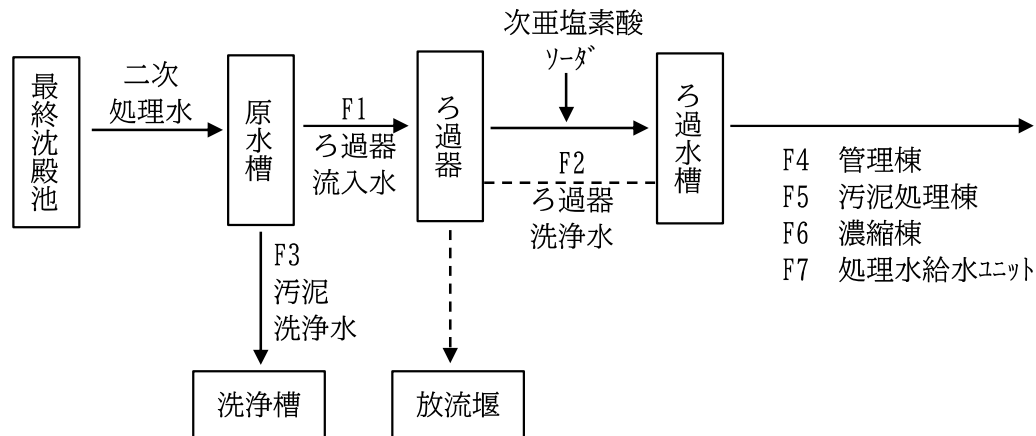 次亜塩素酸
ｿｰﾀﾞ
最終沈殿池
二次
処理水
原水槽
F1
ろ過器
流入水
ろ過器
F2
ろ過器
洗浄水
ろ過水槽
F4 管理棟
F5 汚泥処理棟
F6 濃縮棟
F7 処理水給水ﾕﾆｯﾄ
F3
汚泥
洗浄水
洗浄槽
放流堰